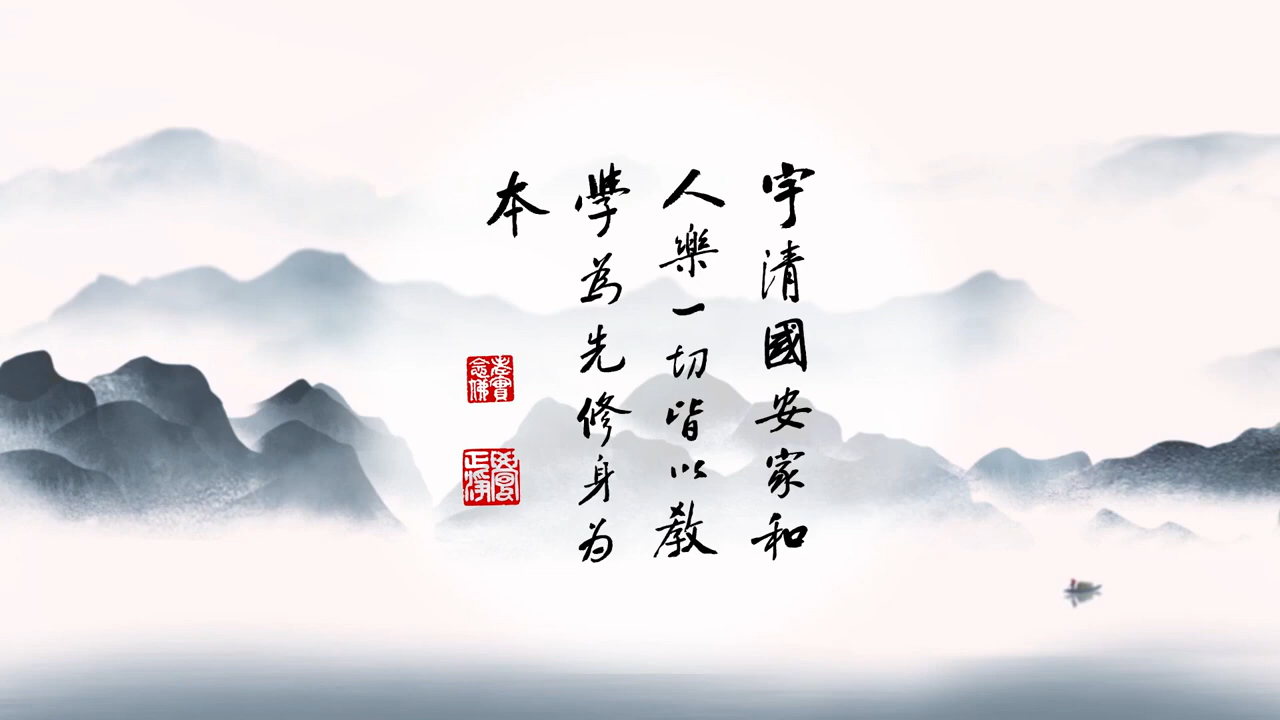 宇清國安家和
人樂一切皆以教
學為先修身为
本
老實念佛